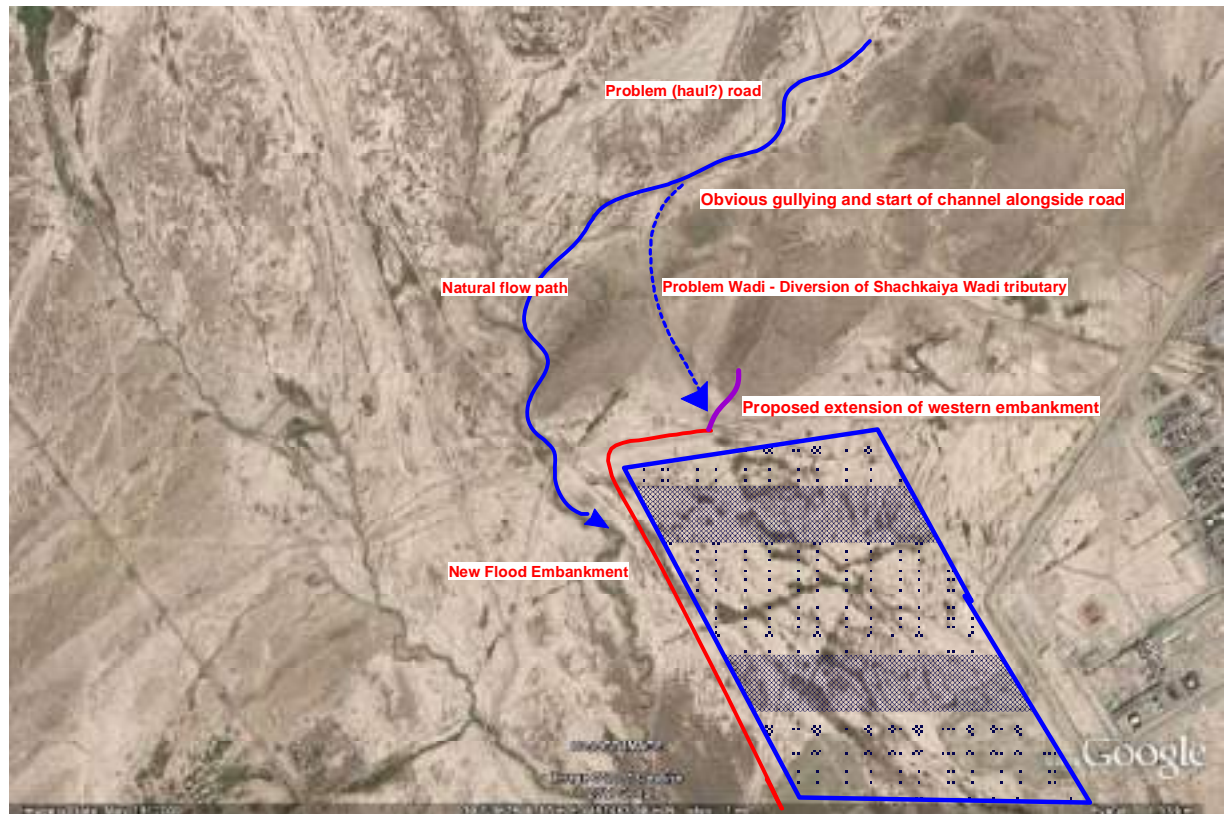 Problem (haul?) road
Obvious gullying and start of channel alongside road
Natural flow path
Problem Wadi - Diversion of Shachkaiya Wadi tributary
Proposed extension of western embankment
New Flood Embankment
Google